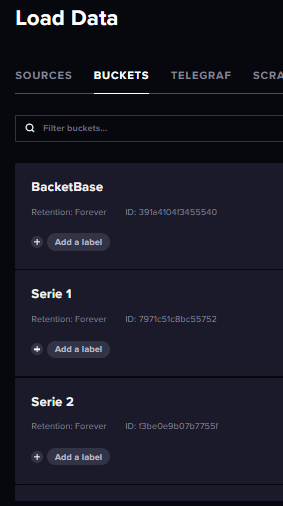 Load Data
SOURCES BUCKETS TELEGRAF SCRA
Filter buckets...
BacketBase
Retention: Forever ID: 391a4104f3455540
+ Add a label
Serie 1
Retention: Forever ID: 7971c51c8bc55752
+ Add a label
Serie 2
Retention: Forever ID: f3be0e9b07b7755f
+ Add a label